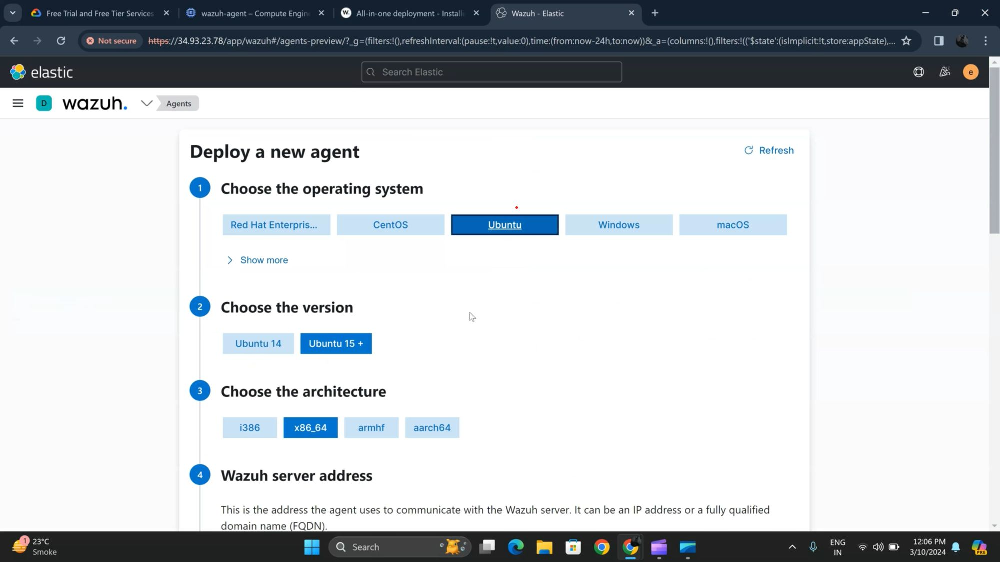 Free Trial and Free Tier Services
wazuh-agent – Compute Engin
W. All-in-one deployment - Installi
Wazuh - Elastic
Not secure https://34.93.23.78/app/wazuh#/agents-preview/?_g=(filters:!(),refreshInterval:(pause:!t,value:0),time:(from:now-24h,to:now))&_a=(columns:!(),filters:!(('$state':(isImplicit:!t,store:appState),...
elastic
Search Elastic
e
D
wazuh.
Agents
Deploy a new agent
Refresh
1
Choose the operating system
Red Hat Enterpris...
CentOS
Ubuntu
Windows
macOS
Show more
2
Choose the version
Ubuntu 14
Ubuntu 15 +
3
Choose the architecture
i386
x86_64
armhf
aarch64
4
Wazuh server address
This is the address the agent uses to communicate with the Wazuh server. It can be an IP address or a fully qualified
domain name (FQDN).
1
23°C
Smoke
Search
ENG
IN
12:06 PM
3/10/2024
PRE